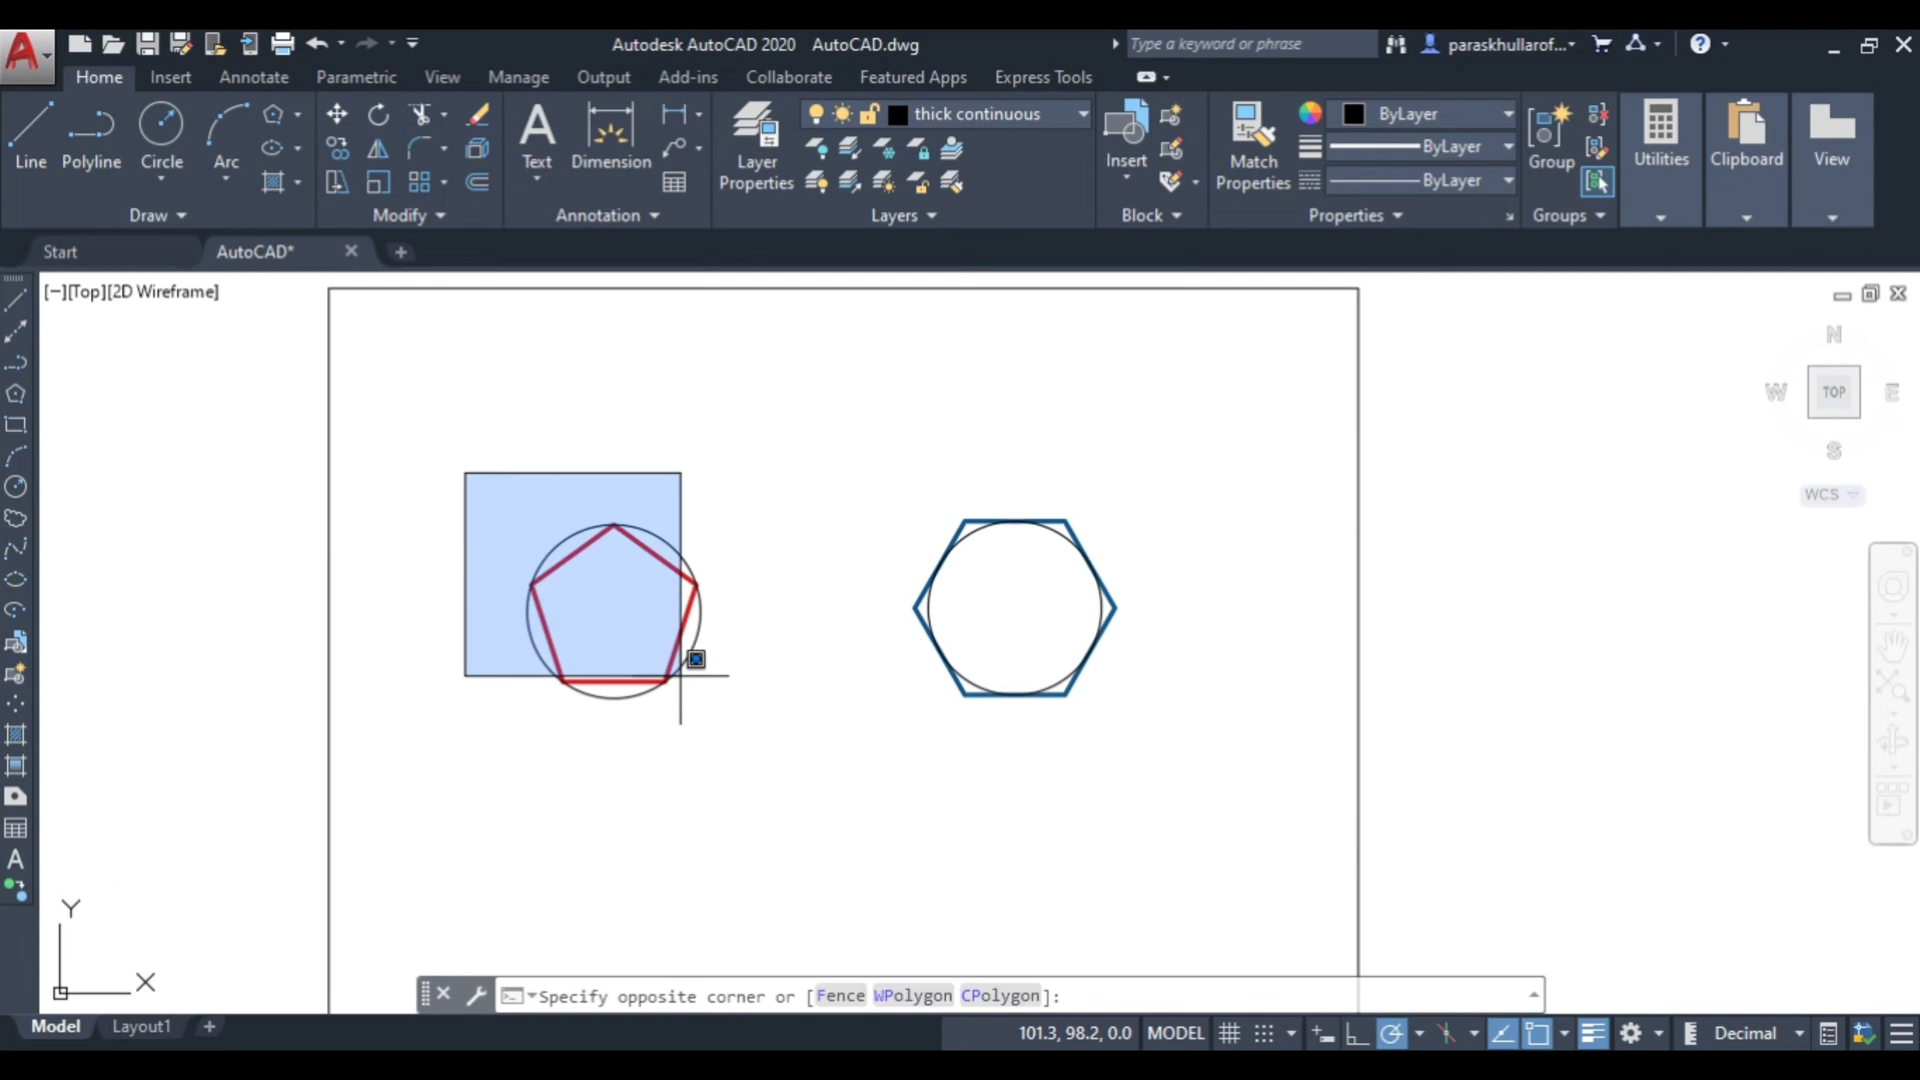 Autodesk AutoCAD 2020 AutoCAD.dwg
Type a keyword or phrase
paraskhullarof...
Home Insert Annotate Parametric View Manage Output Add-ins Collaborate Featured Apps Express Tools
Line Polyline Circle Arc
Text Dimension
Layer Properties
thick continuous
Insert
Match Properties
ByLayer
ByLayer
ByLayer
Group
Utilities Clipboard View
Draw Modify Annotation Layers Block Properties Groups
Start AutoCAD*
[−][Top][2D Wireframe]
N
W TOP E
S
WCS
A
Y
X
Specify opposite corner or [Fence WPolygon CPolygon]:
Model Layout1 +
101.3, 98.2, 0.0 MODEL Decimal